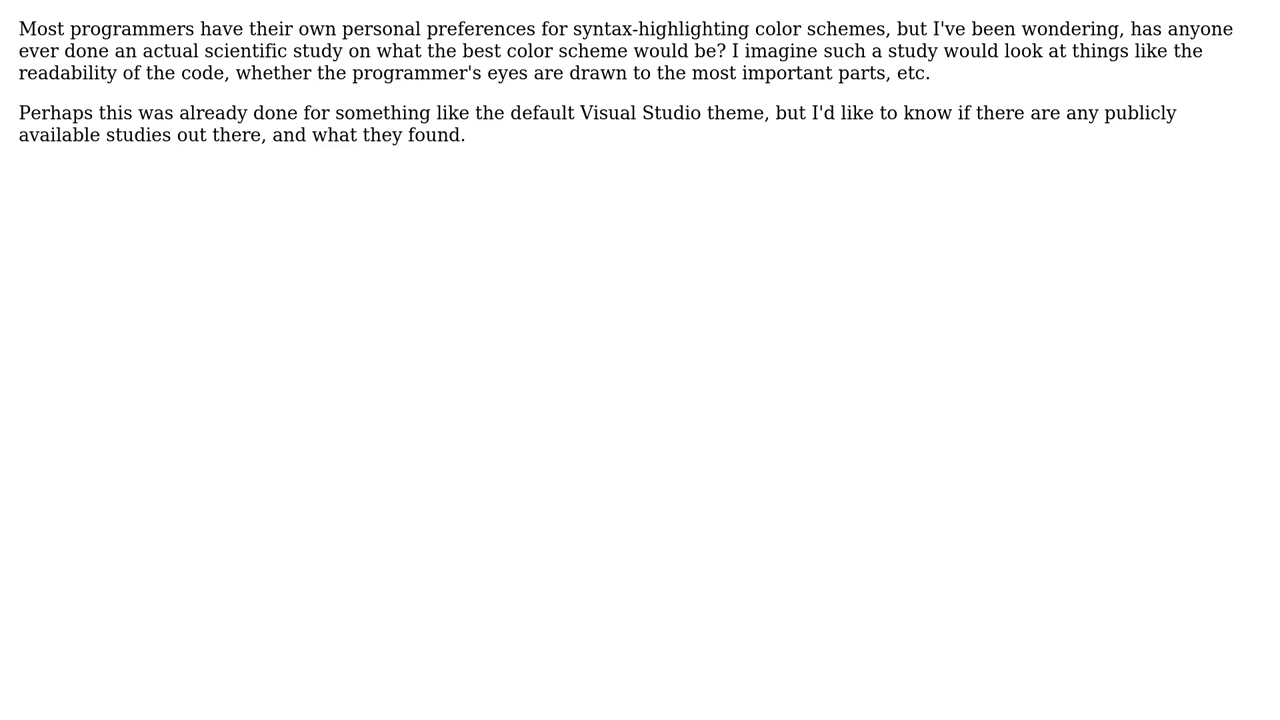 Most programmers have their own personal preferences for syntax-highlighting color schemes, but I've been wondering, has anyone
ever done an actual scientific study on what the best color scheme would be? I imagine such a study would look at things like the
readability of the code, whether the programmer's eyes are drawn to the most important parts, etc.
Perhaps this was already done for something like the default Visual Studio theme, but I'd like to know if there are any publicly
available studies out there, and what they found.